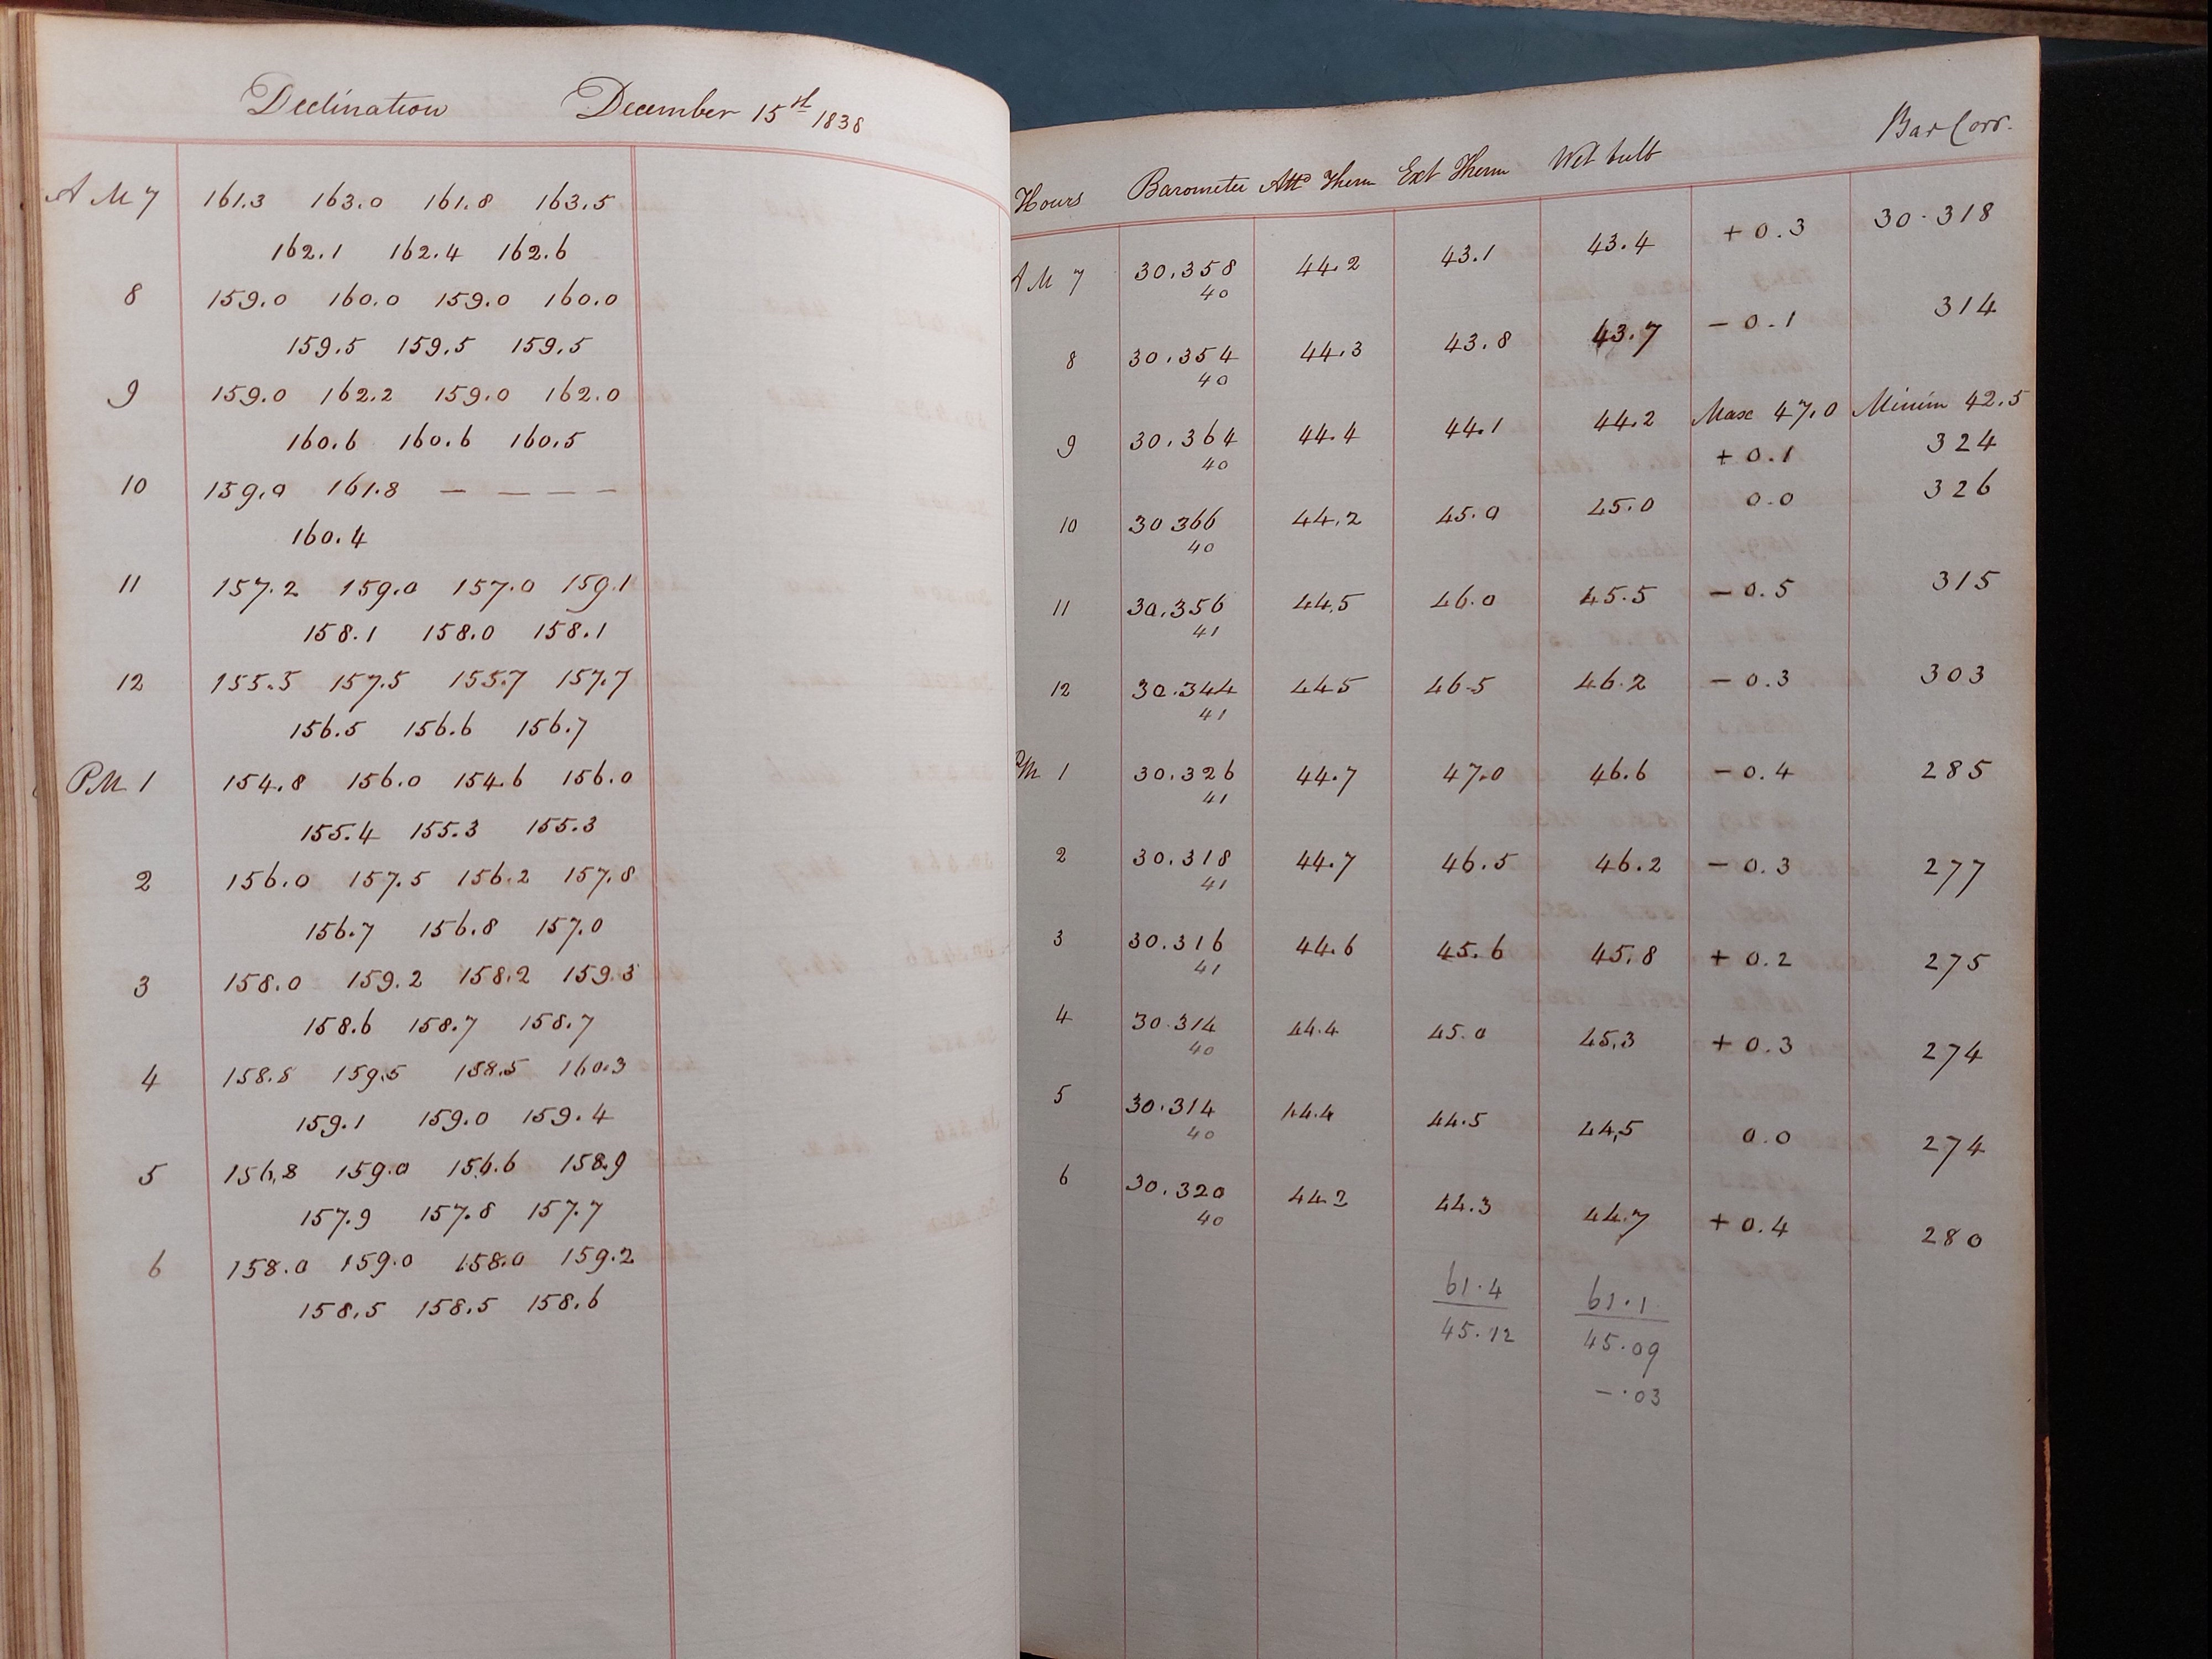 Declination December 15th 1838
A M 7 161.3 163.0 161.8 163.5
162.1 162.4 162.6
8 159.0 160.0 159.0 160.0
159.5 159.5 159.5
9 159.0 162.2 159.0 162.0
160.6 160.6 160.5
10 159.0 161.8 — — — — —
160.4
11 157.2 159.0 157.0 159.1
158.1 158.0 158.1
12 155.5 157.5 155.7 157.7
156.5 156.6 156.7
PM 1 154.8 156.0 154.6 156.0
155.4 155.3 155.3
2 156.0 157.5 156.2 157.8
156.7 156.8 157.0
3 158.0 159.2 158.2 159.3
158.6 158.7 158.7
4 158.8 159.5 158.5 160.3
159.1 159.0 159.4
5 156.8 159.0 156.6 158.9
157.9 157.8 157.7
6 158.0 159.0 158.0 159.2
158.5 158.5 158.6
Hours Barometer Attd Therm Ext Therm Wet bulb Bar Corr.
A M 7 30.358 44.2 43.1 43.4 + 0.3 30.318
40
8 30.354 44.3 43.8 43.7 - 0.1 314
40
Max 47.0 Minim 42.5
9 30.364 44.4 44.1 44.2 + 0.1 324
40
10 30 366 44.2 45.0 45.0 0.0 326
40
11 30.356 44.5 46.0 45.5 - 0.5 315
41
12 30.344 44.5 46.5 46.2 - 0.3 303
41
PM 1 30.326 44.7 47.0 46.6 - 0.4 285
41
2 30.318 44.7 46.5 46.2 - 0.3 277
41
3 30.316 44.6 45.6 45.8 + 0.2 275
41
4 30.314 44.4 45.0 45.3 + 0.3 274
40
5 30.314 44.4 44.5 44.5 0.0 274
40
6 30.320 44.2 44.3 44.7 + 0.4 280
40
61.4 61.1
45.12 45.09
-.03